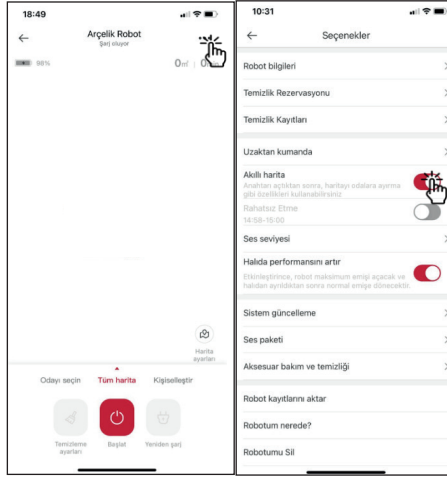 18:49
Arçelik Robot
Şarj oluyor
98%
0㎡
Harita
ayarları
Odayı seçin
Tüm harita
Kişiselleştir
Temizleme
ayarları
Başlat
Yeniden şarj
10:31
Seçenekler
Robot bilgileri
Temizlik Rezervasyonu
Temizlik Kayıtları
Uzaktan kumanda
Akıllı harita
Anahtarı açtıktan sonra, haritayı odalara ayırma
gibi özellikleri kullanabilirsiniz
Rahatsız Etme
14:58-15:00
Ses seviyesi
Halıda performansını artır
Etkinleştirince, robot maksimum emişi açacak ve
halıdan ayrıldıktan sonra normal emişe dönecektir.
Sistem güncelleme
Ses paketi
Aksesuar bakım ve temizliği
Robot kayıtlarını aktar
Robotum nerede?
Robotumu Sil